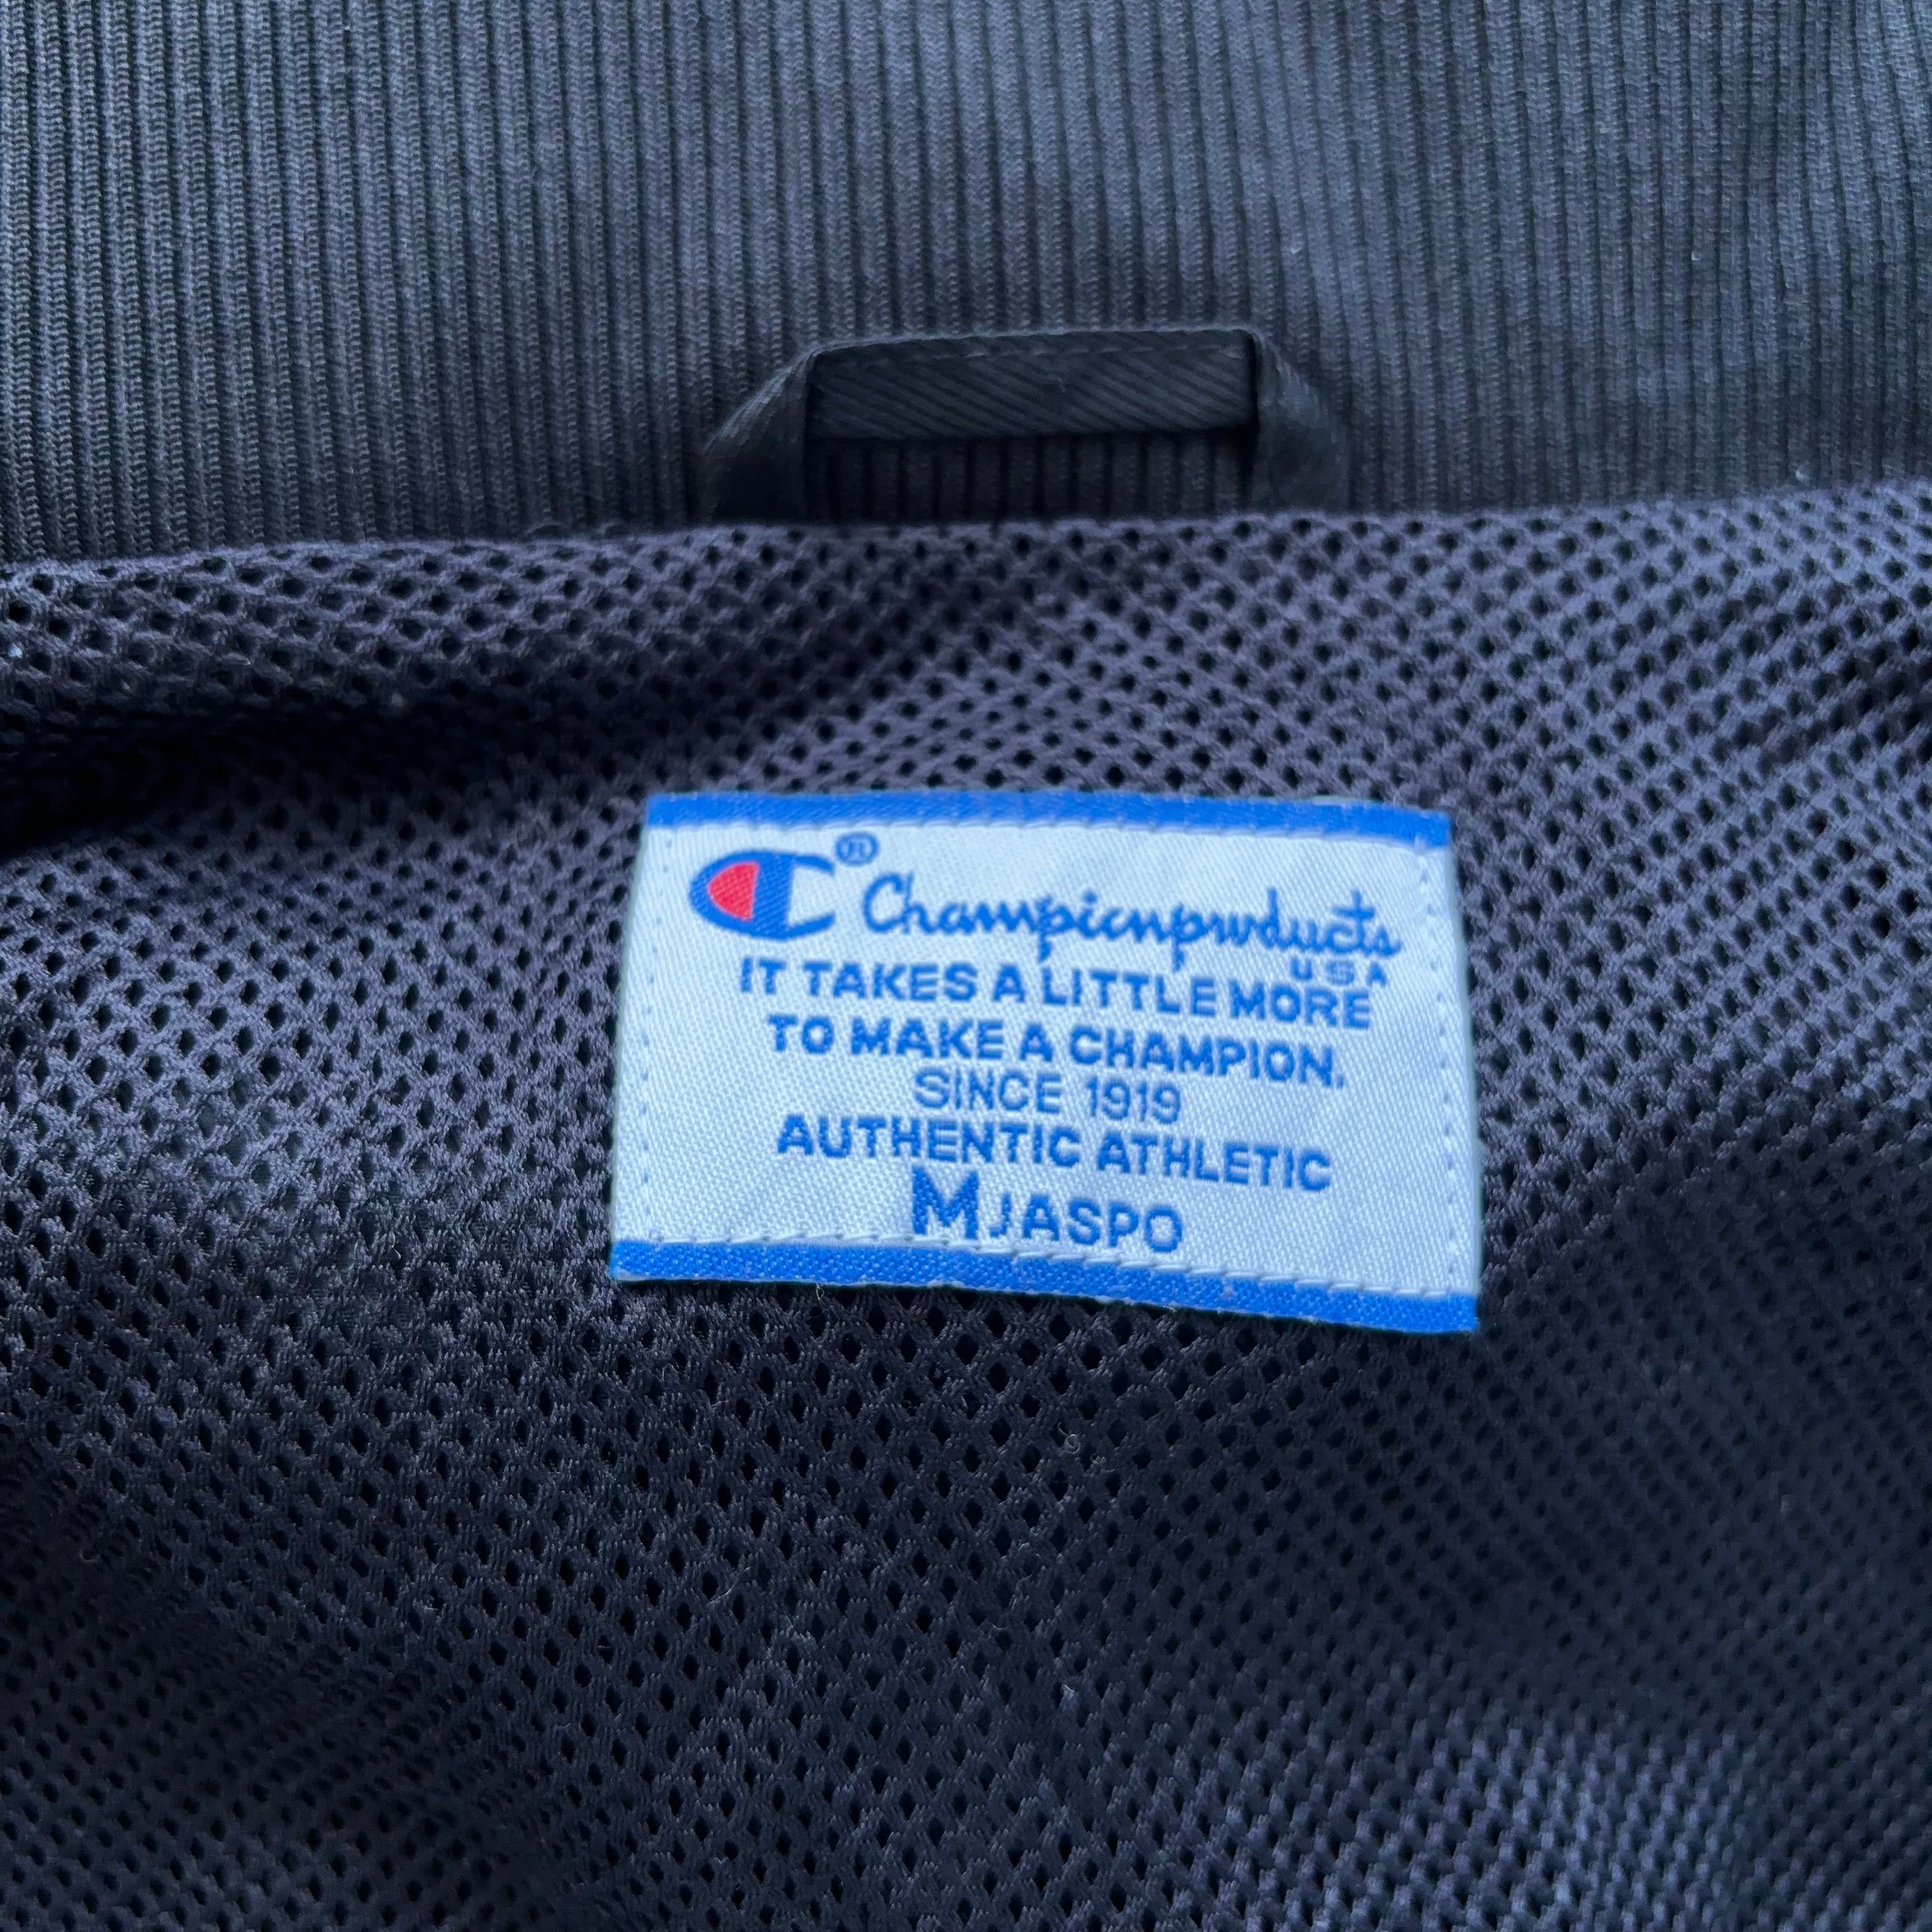 C® Championproducts
USA
IT TAKES A LITTLE MORE
TO MAKE A CHAMPION.
SINCE 1919
AUTHENTIC ATHLETIC
M JASPO